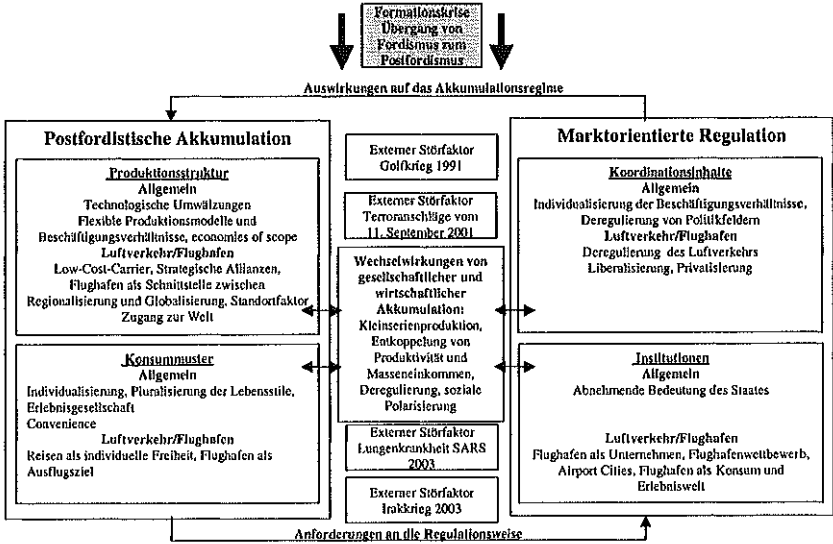 Formationskrise
Übergang von
Fordismus zum
Postfordismus
Auswirkungen auf das Akkumulationsregime
Postfordistische Akkumulation
Produktionsstruktur
Allgemein
Technologische Umwälzungen
Flexible Produktionsmodelle und
Beschäftigungsverhältnisse, economies of scope
Luftverkehr/Flughafen
Low-Cost-Carrier, Strategische Allianzen,
Flughafen als Schnittstelle zwischen
Regionalisierung und Globalisierung, Standortfaktor
Zugang zur Welt
Konsummuster
Allgemein
Individualisierung, Pluralisierung der Lebensstile,
Erlebnisgesellschaft
Convenience
Luftverkehr/Flughafen
Reisen als individuelle Freiheit, Flughafen als
Ausflugsziel
Externer Störfaktor
Golfkrieg 1991
Externer Störfaktor
Terroranschläge vom
11. September 2001
Wechselwirkungen von
gesellschaftlicher und
wirtschaftlicher
Akkumulation:
Kleinserienproduktion,
Entkoppelung von
Produktivität und
Masseneinkommen,
Deregulierung, soziale
Polarisierung
Externer Störfaktor
Lungenkrankheit SARS
2003
Externer Störfaktor
Irakkrieg 2003
Marktorientierte Regulation
Koordinationsinhalte
Allgemein
Individualisierung der Beschäftigungsverhältnisse,
Deregulierung von Politikfeldern
Luftverkehr/Flughafen
Deregulierung des Luftverkehrs
Liberalisierung, Privatisierung
Institutionen
Allgemein
Abnehmende Bedeutung des Staates
Luftverkehr/Flughafen
Flughafen als Unternehmen, Flughafenwettbewerb,
Airport Cities, Flughafen als Konsum und
Erlebniswelt
Anforderungen an die Regulationsweise